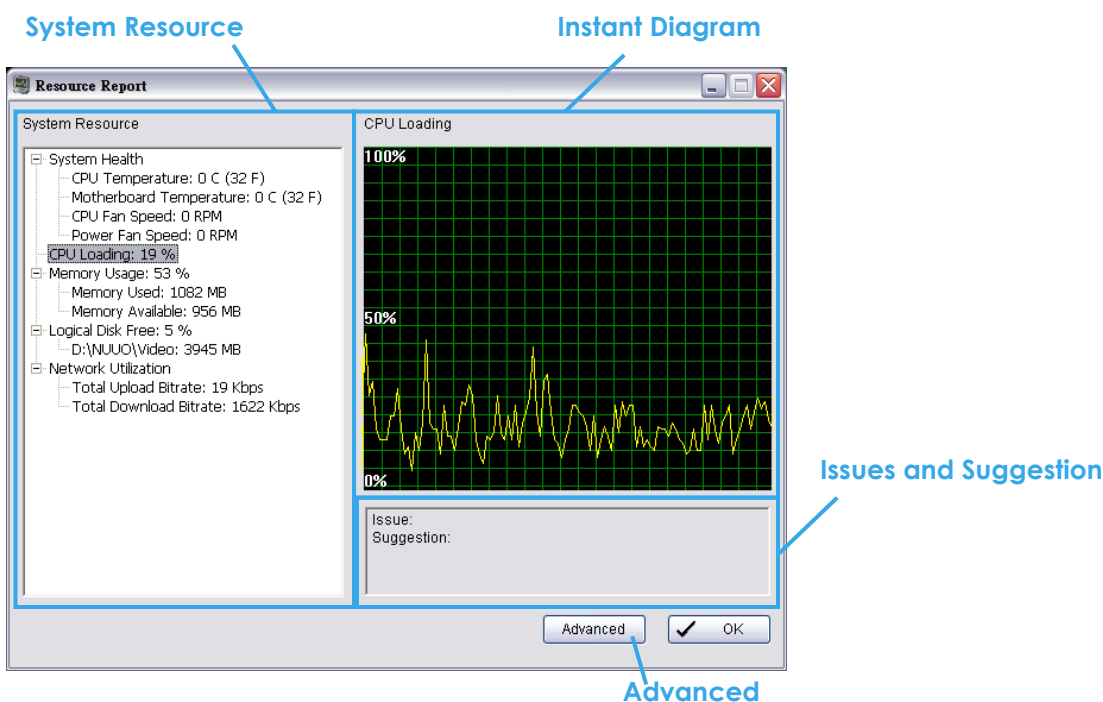 System Resource
Instant Diagram
Resource Report
System Resource
System Health
CPU Temperature: 0 C (32 F)
Motherboard Temperature: 0 C (32 F)
CPU Fan Speed: 0 RPM
Power Fan Speed: 0 RPM
CPU Loading: 19 %
Memory Usage: 53 %
Memory Used: 1082 MB
Memory Available: 956 MB
Logical Disk Free: 5 %
D:\NUUO\Video: 3945 MB
Network Utilization
Total Upload Bitrate: 19 Kbps
Total Download Bitrate: 1622 Kbps
CPU Loading
100%
50%
0%
Issues and Suggestion
Issue:
Suggestion:
Advanced
OK
Advanced